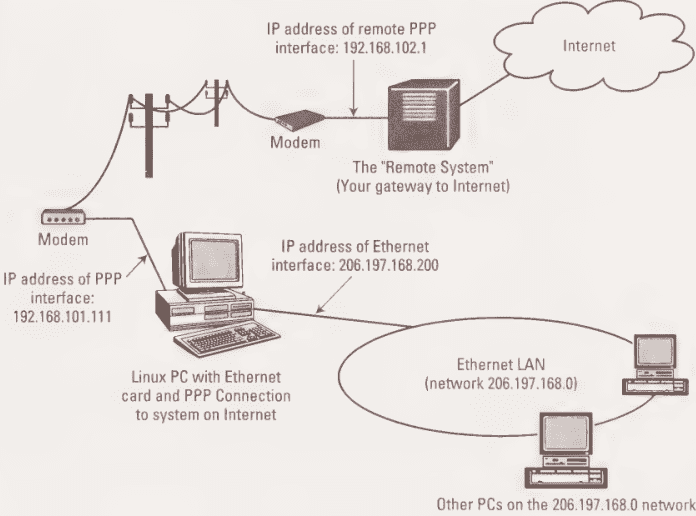 IP address of remote PPP
interface: 192.168.102.1
Internet
Modem
The "Remote System"
(Your gateway to Internet)
Modem
IP address of PPP
interface:
192.168.101.111
IP address of Ethernet
interface: 206.197.168.200
Linux PC with Ethernet
card and PPP Connection
to system on Internet
Ethernet LAN
(network 206.197.168.0)
Other PCs on the 206.197.168.0 network